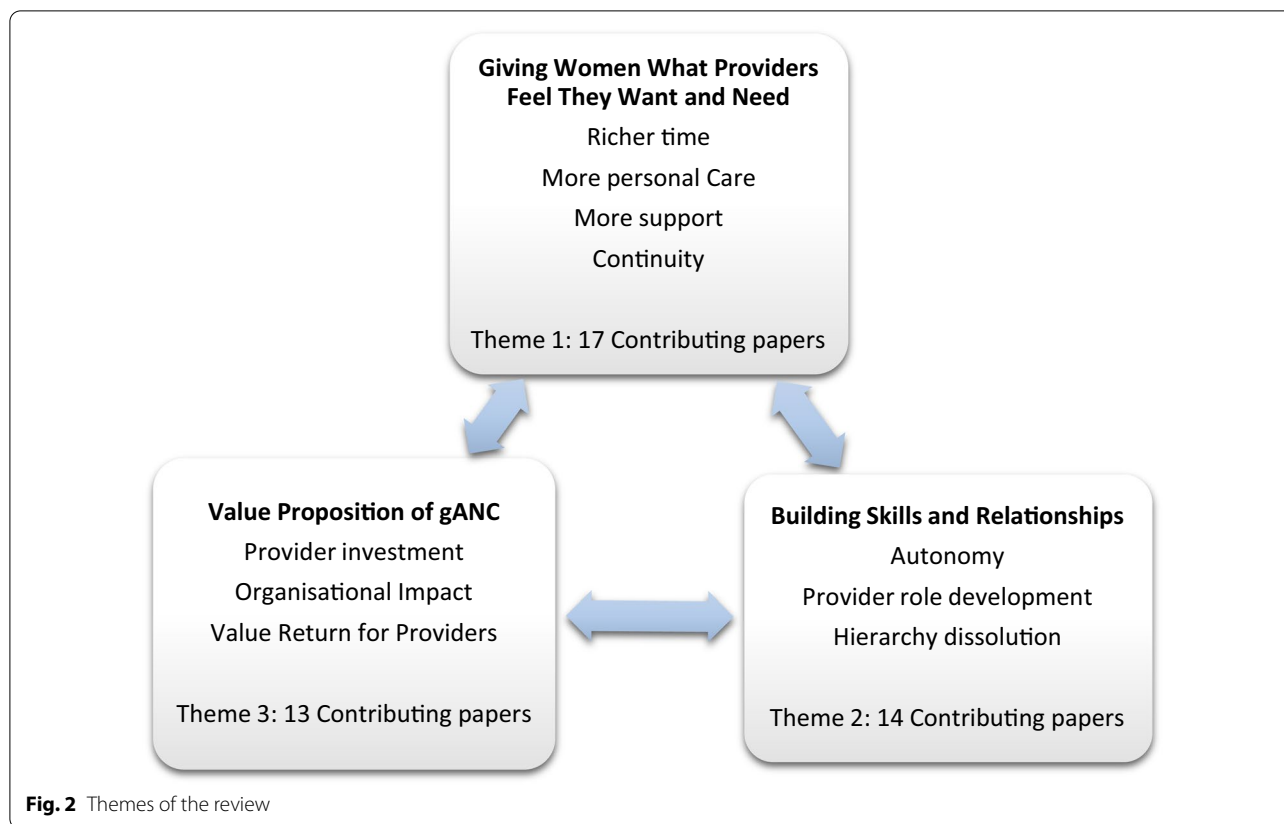 Giving Women What Providers
Feel They Want and Need
Richer time
More personal Care
More support
Continuity
Theme 1: 17 Contributing papers
Value Proposition of gANC
Provider investment
Organisational Impact
Value Return for Providers
Theme 3: 13 Contributing papers
Building Skills and Relationships
Autonomy
Provider role development
Hierarchy dissolution
Theme 2: 14 Contributing papers
Fig. 2 Themes of the review